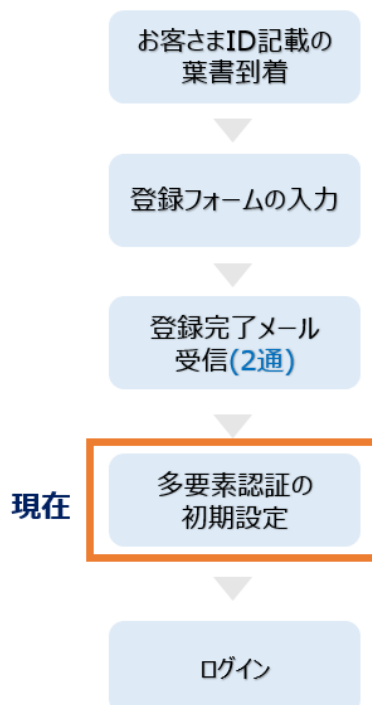 お客さまID記載の
葉書到着
登録フォームの入力
登録完了メール
受信(2通)
現在
多要素認証の
初期設定
ログイン